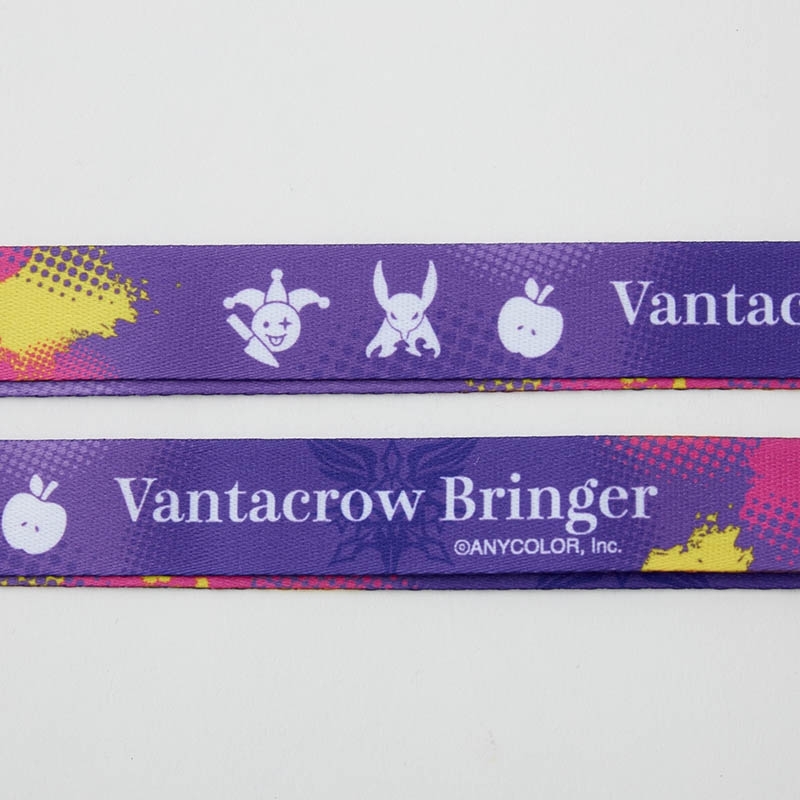 Vantac
Vantacrow Bringer
©ANYCOLOR, Inc.